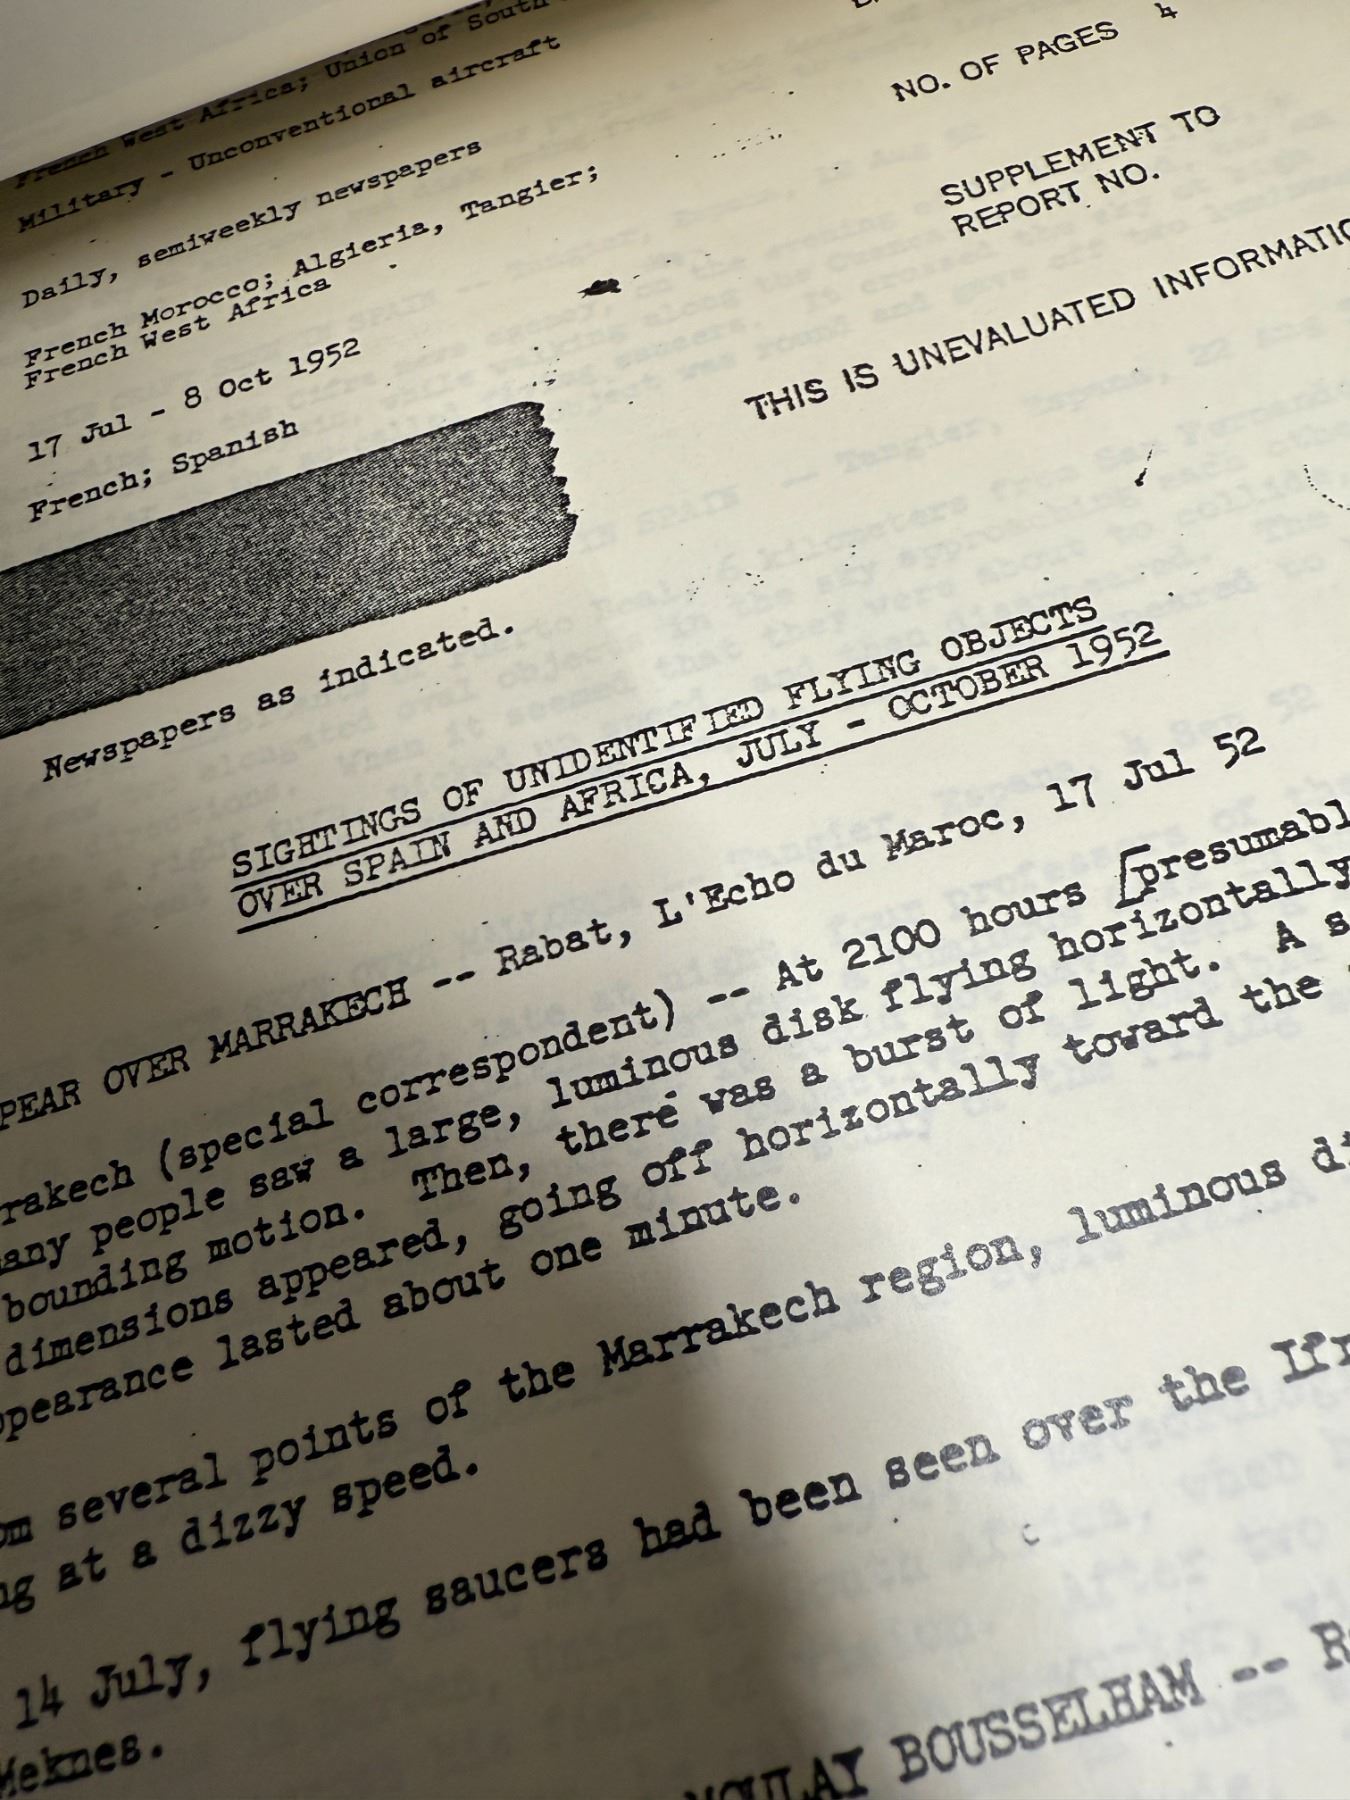 French West Africa; Union of South
Military - Unconventional aircraft
Daily, semiweekly newspapers
French Morocco; Algieria, Tangier;
French West Africa
17 Jul - 8 Oct 1952
French; Spanish
NO. OF PAGES 4
SUPPLEMENT TO
REPORT NO.
THIS IS UNEVALUATED INFORMATIO
Newspapers as indicated.
SIGHTINGS OF UNIDENTIFIED FLYING OBJECTS
OVER SPAIN AND AFRICA, JULY - OCTOBER 1952
PEAR OVER MARRAKECH -- Rabat, L'Echo du Maroc, 17 Jul 52
rakech (special correspondent) -- At 2100 hours [presumabl
any people saw a large, luminous disk flying horizontally
bounding motion. Then, there was a burst of light. A s
dimensions appeared, going off horizontally toward the
ppearance lasted about one minute.
om several points of the Marrakech region, luminous di
ng at a dizzy speed.
14 July, flying saucers had been seen over the Ifr
Meknes.
MOULAY BOUSSELHAM -- R